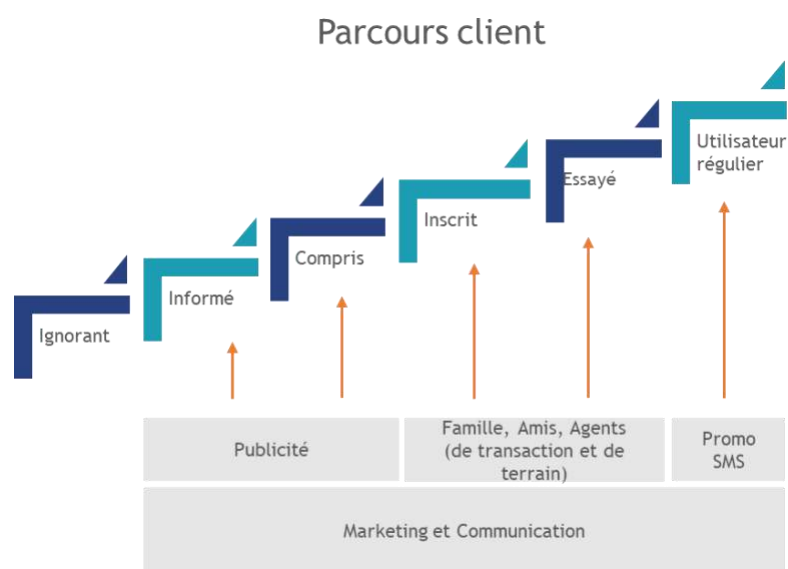 Parcours client
Utilisateur
régulier
Essayé
Inscrit
Compris
Informé
Ignorant
Publicité
Famille, Amis, Agents
(de transaction et de
terrain)
Promo
SMS
Marketing et Communication